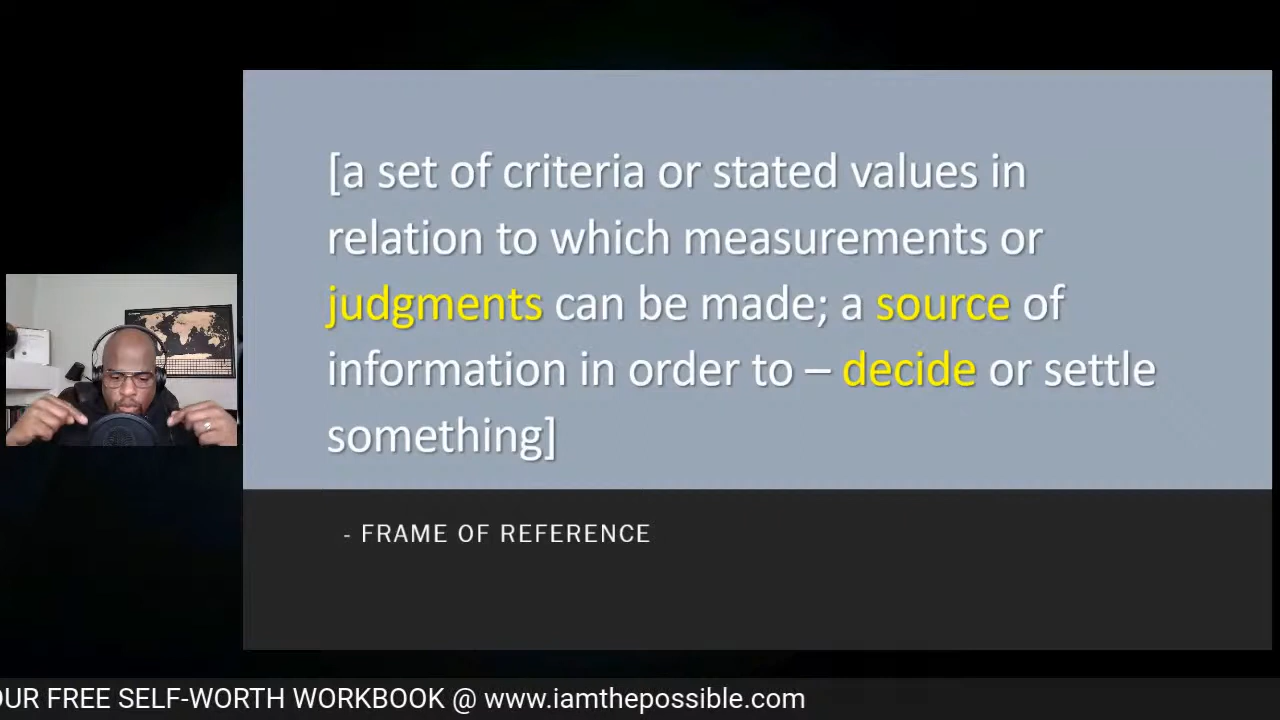 [a set of criteria or stated values in
relation to which measurements or
judgments can be made; a source of
information in order to – decide or settle
something]
- FRAME OF REFERENCE
OUR FREE SELF-WORTH WORKBOOK @ www.iamthepossible.com